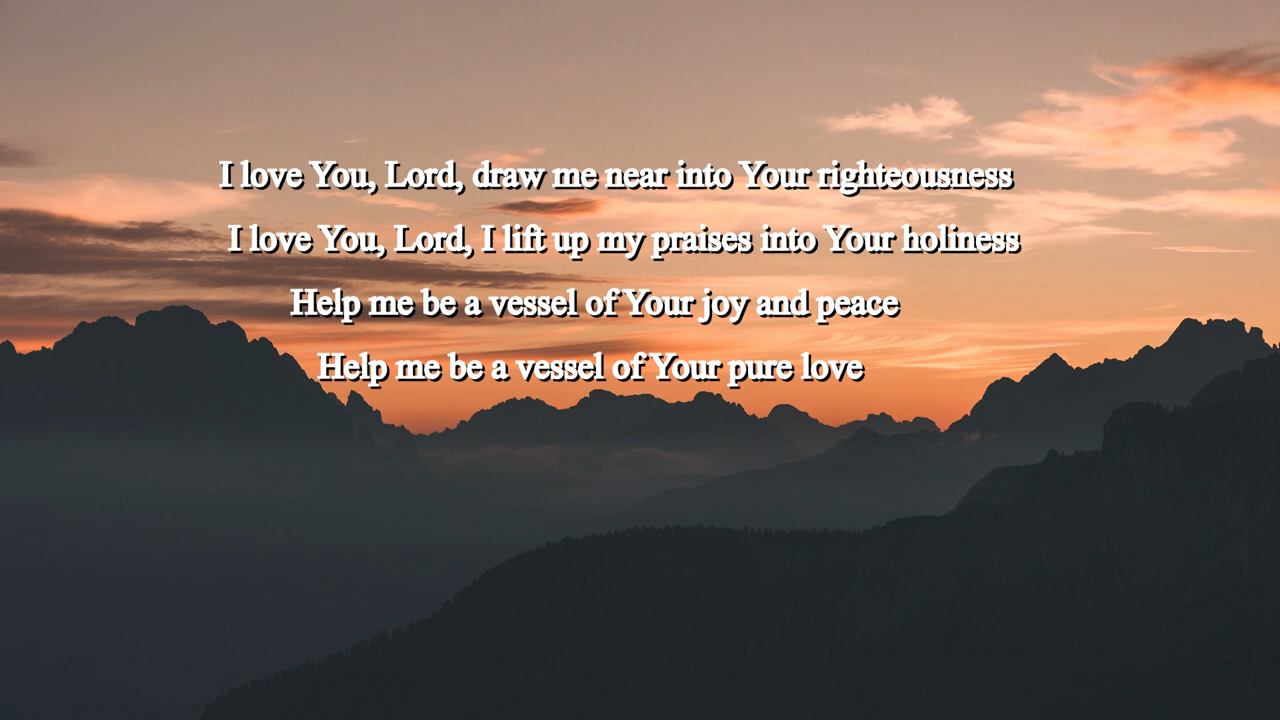 I love You, Lord, draw me near into Your righteousness
I love You, Lord, I lift up my praises into Your holiness
Help me be a vessel of Your joy and peace
Help me be a vessel of Your pure love